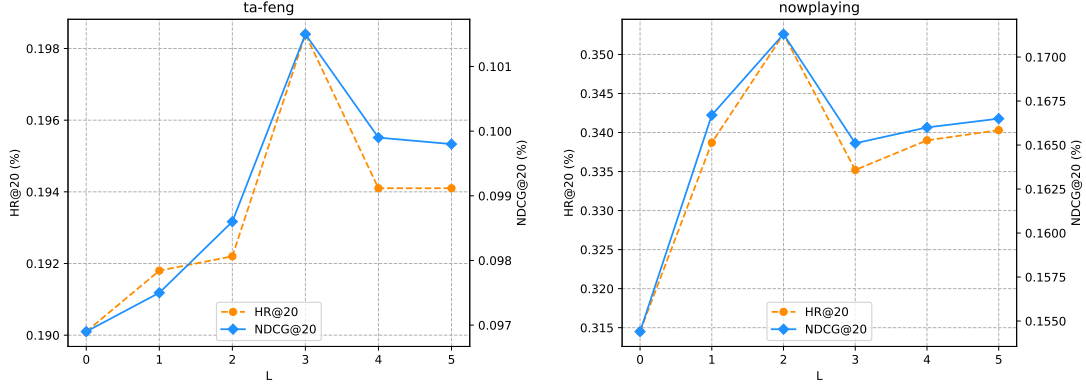 ta-feng
HR@20 (%)
0.198
0.196
0.194
0.192
0.190
0 1 2 3 4 5
L
0.101
0.100
0.099
0.098
0.097
NDCG@20 (%)
HR@20
NDCG@20
nowplaying
HR@20 (%)
0.350
0.345
0.340
0.335
0.330
0.325
0.320
0.315
0 1 2 3 4 5
L
0.1700
0.1675
0.1650
0.1625
0.1600
0.1575
0.1550
NDCG@20 (%)
HR@20
NDCG@20